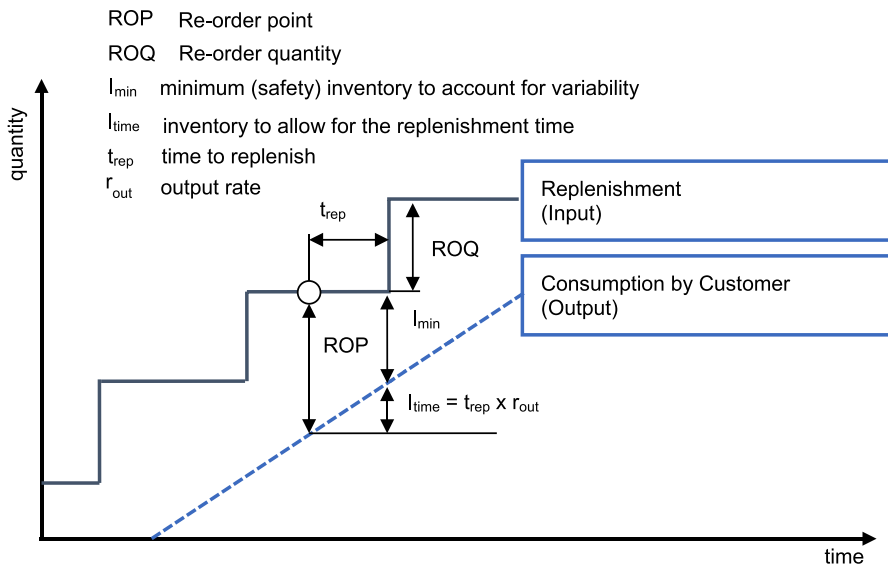 ROP Re-order point
ROQ Re-order quantity
Imin minimum (safety) inventory to account for variability
Itime inventory to allow for the replenishment time
trep time to replenish
rout output rate
quantity
trep
Replenishment
(Input)
ROQ
Consumption by Customer
(Output)
Imin
ROP
Itime = trep x rout
time